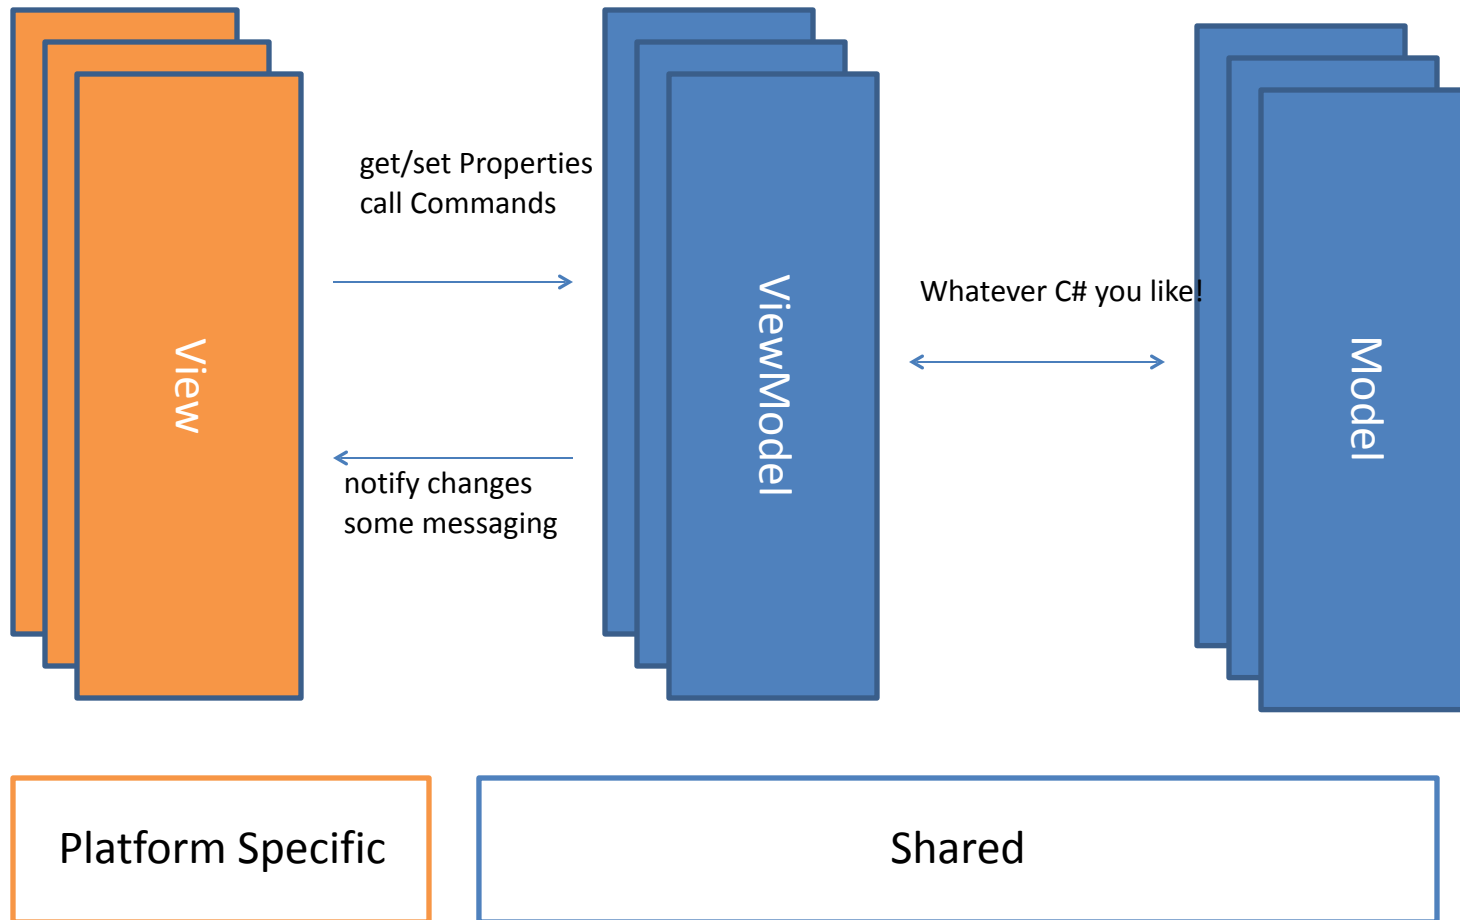 get/set Properties
call Commands
View
notify changes
some messaging
ViewModel
Whatever C# you like!
Model
Platform Specific
Shared